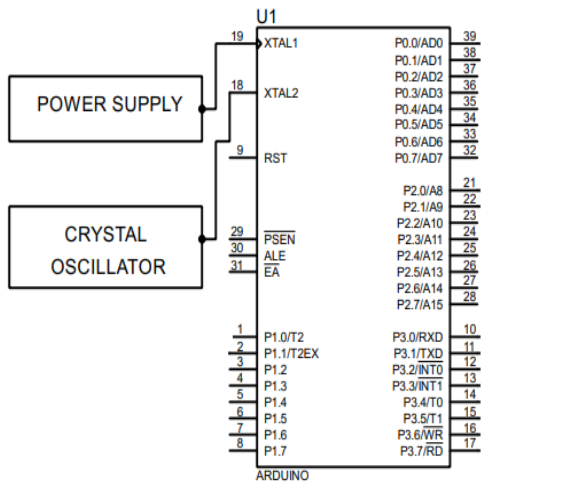 U1
19 XTAL1 P0.0/AD0 39
P0.1/AD1 38
P0.2/AD2 37
18 XTAL2 P0.3/AD3 36
P0.4/AD4 35
P0.5/AD5 34
P0.6/AD6 33
9 RST P0.7/AD7 32
POWER SUPPLY
P2.0/A8 21
P2.1/A9 22
P2.2/A10 23
29 PSEN P2.3/A11 24
30 ALE P2.4/A12 25
31 EA P2.5/A13 26
P2.6/A14 27
P2.7/A15 28
CRYSTAL
OSCILLATOR
1 P1.0/T2 P3.0/RXD 10
2 P1.1/T2EX P3.1/TXD 11
3 P1.2 P3.2/INT0 12
4 P1.3 P3.3/INT1 13
5 P1.4 P3.4/T0 14
6 P1.5 P3.5/T1 15
7 P1.6 P3.6/WR 16
8 P1.7 P3.7/RD 17
ARDUINO